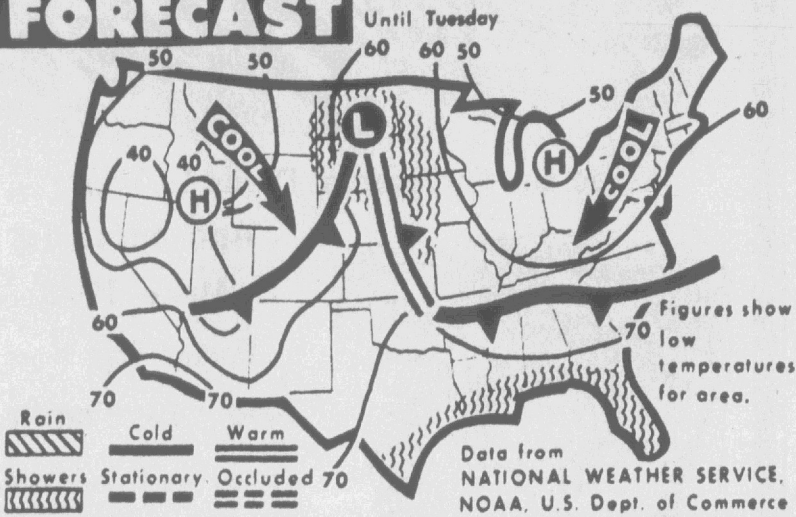 FORECAST
Until Tuesday
50
50
60
60
50
50
60
L
COOL
COOL
H
H
40
40
60
70
70
70
70
Figures show
low
temperatures
for area.
Rain
Cold
Warm
Showers
Stationary
Occluded
Data from
NATIONAL WEATHER SERVICE,
NOAA, U.S. Dept. of Commerce